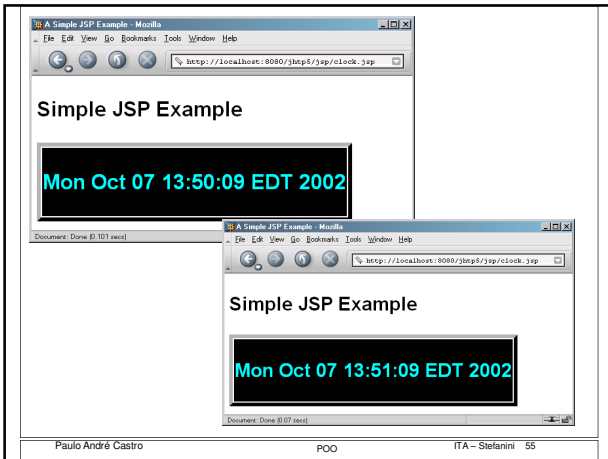 A Simple JSP Example - Mozilla
File Edit View Go Bookmarks Tools Window Help
http://localhost:8080/jhtp5/jsp/clock.jsp
Simple JSP Example
Mon Oct 07 13:50:09 EDT 2002
Document: Done (0.101 secs)
A Simple JSP Example - Mozilla
File Edit View Go Bookmarks Tools Window Help
http://localhost:8080/jhtp5/jsp/clock.jsp
Simple JSP Example
Mon Oct 07 13:51:09 EDT 2002
Document: Done (0.07 secs)
Paulo André Castro POO ITA – Stefanini 55